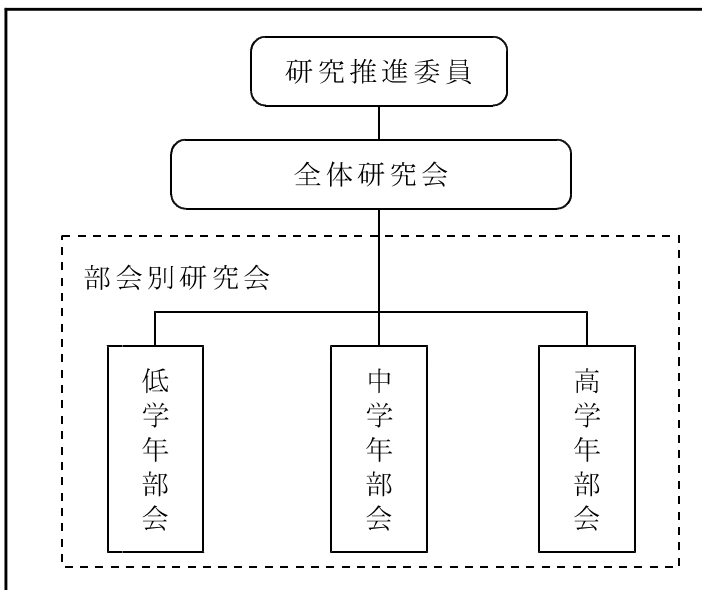 研究推進委員
全体研究会
部会別研究会
低学年部会
中学年部会
高学年部会